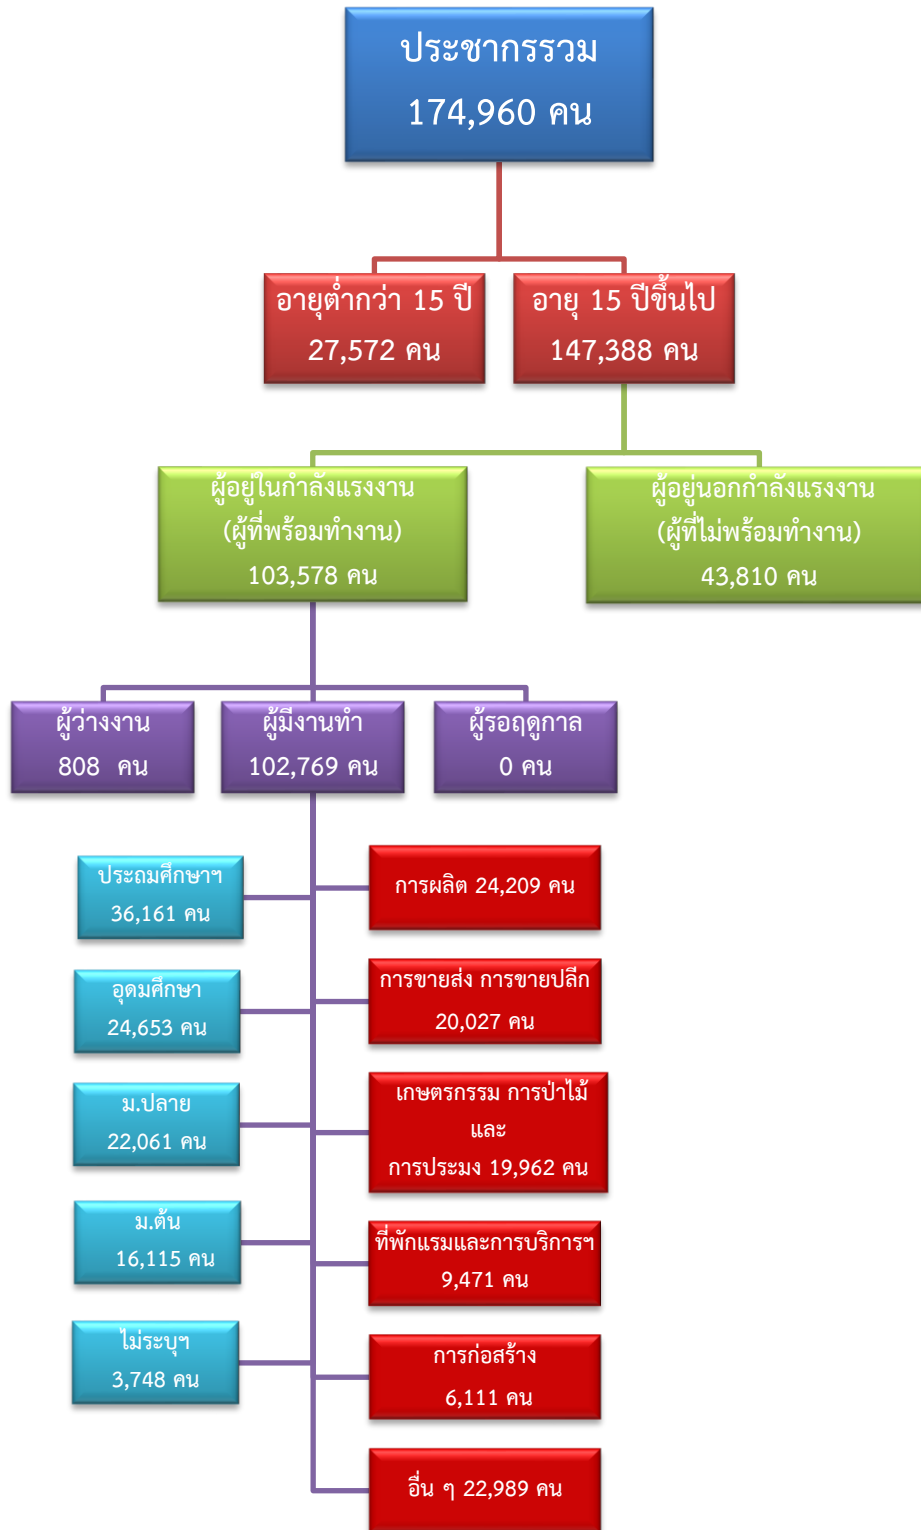 ประชากรรวม
174,960 คน
อายุต่ำกว่า 15 ปี
27,572 คน
อายุ 15 ปีขึ้นไป
147,388 คน
ผู้อยู่ในกำลังแรงงาน
(ผู้ที่พร้อมทำงาน)
103,578 คน
ผู้อยู่นอกกำลังแรงงาน
(ผู้ที่ไม่พร้อมทำงาน)
43,810 คน
ผู้ว่างงาน
808 คน
ผู้มีงานทำ
102,769 คน
ผู้รอฤดูกาล
0 คน
ประถมศึกษาฯ
36,161 คน
อุดมศึกษา
24,653 คน
ม.ปลาย
22,061 คน
ม.ต้น
16,115 คน
ไม่ระบุฯ
3,748 คน
การผลิต 24,209 คน
การขายส่ง การขายปลีก
20,027 คน
เกษตรกรรม การป่าไม้
และ
การประมง 19,962 คน
ที่พักแรมและการบริการฯ
9,471 คน
การก่อสร้าง
6,111 คน
อื่น ๆ 22,989 คน